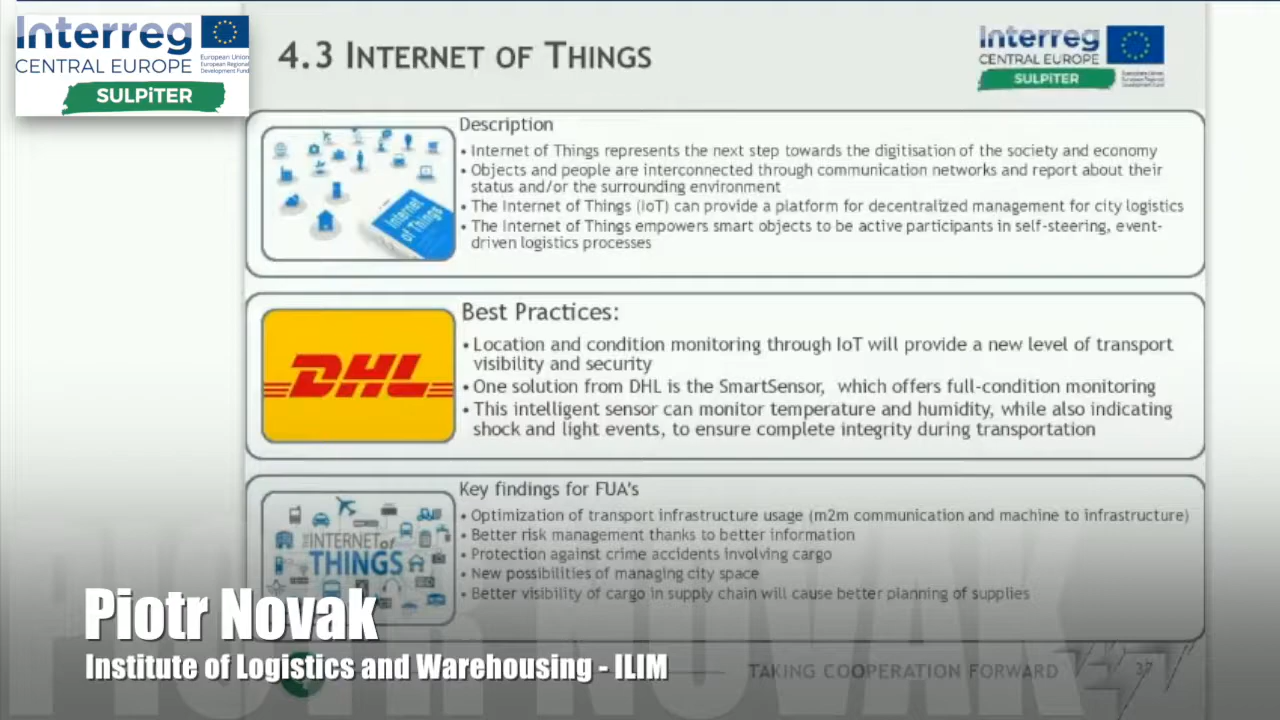 Interreg
CENTRAL EUROPE
European Union
European Regional
Development Fund
SULPiTER
4.3 INTERNET OF THINGS
Interreg
CENTRAL EUROPE
European Union
European Regional
Development Fund
SULPiTER
Description
• Internet of Things represents the next step towards the digitisation of the society and economy
• Objects and people are interconnected through communication networks and report about their
status and/or the surrounding environment
• The Internet of Things (IoT) can provide a platform for decentralized management for city logistics
• The Internet of Things empowers smart objects to be active participants in self-steering, event-
driven logistics processes
Internet
of Things
Best Practices:
• Location and condition monitoring through IoT will provide a new level of transport
visibility and security
• One solution from DHL is the SmartSensor, which offers full-condition monitoring
• This intelligent sensor can monitor temperature and humidity, while also indicating
shock and light events, to ensure complete integrity during transportation
DHL
Key findings for FUA's
• Optimization of transport infrastructure usage (m2m communication and machine to infrastructure)
• Better risk management thanks to better information
• Protection against crime accidents involving cargo
• New possibilities of managing city space
• Better visibility of cargo in supply chain will cause better planning of supplies
THE INTERNET of
THINGS
PIOTR NOVAK
Piotr Novak
Institute of Logistics and Warehousing - ILIM
TAKING COOPERATION FORWARD
37